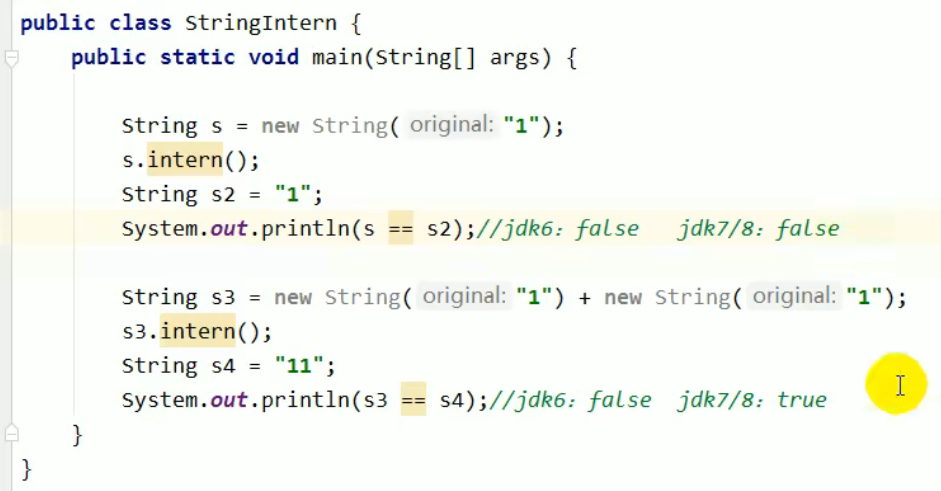 public class StringIntern {
public static void main(String[] args) {
String s = new String( original: "1");
s.intern();
String s2 = "1";
System.out.println(s == s2);//jdk6：false   jdk7/8：false
String s3 = new String( original: "1") + new String( original: "1");
s3.intern();
String s4 = "11";
System.out.println(s3 == s4);//jdk6：false  jdk7/8：true
}
}